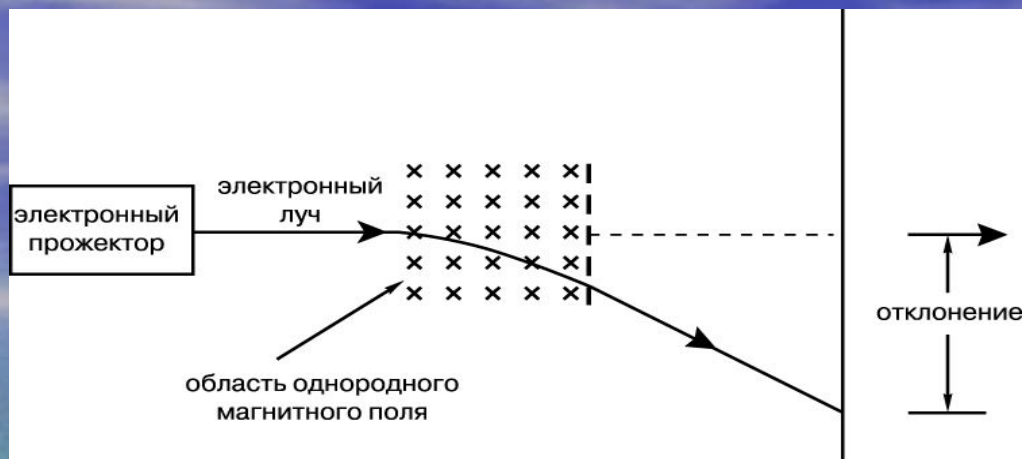 электронный
прожектор
электронный
луч
область однородного
магнитного поля
отклонение